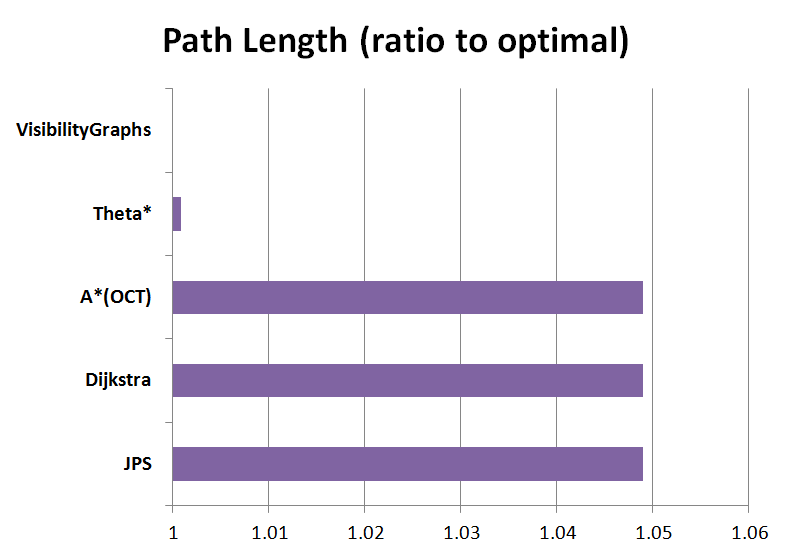 Path Length (ratio to optimal)
VisibilityGraphs
Theta*
A*(OCT)
Dijkstra
JPS
1 1.01 1.02 1.03 1.04 1.05 1.06